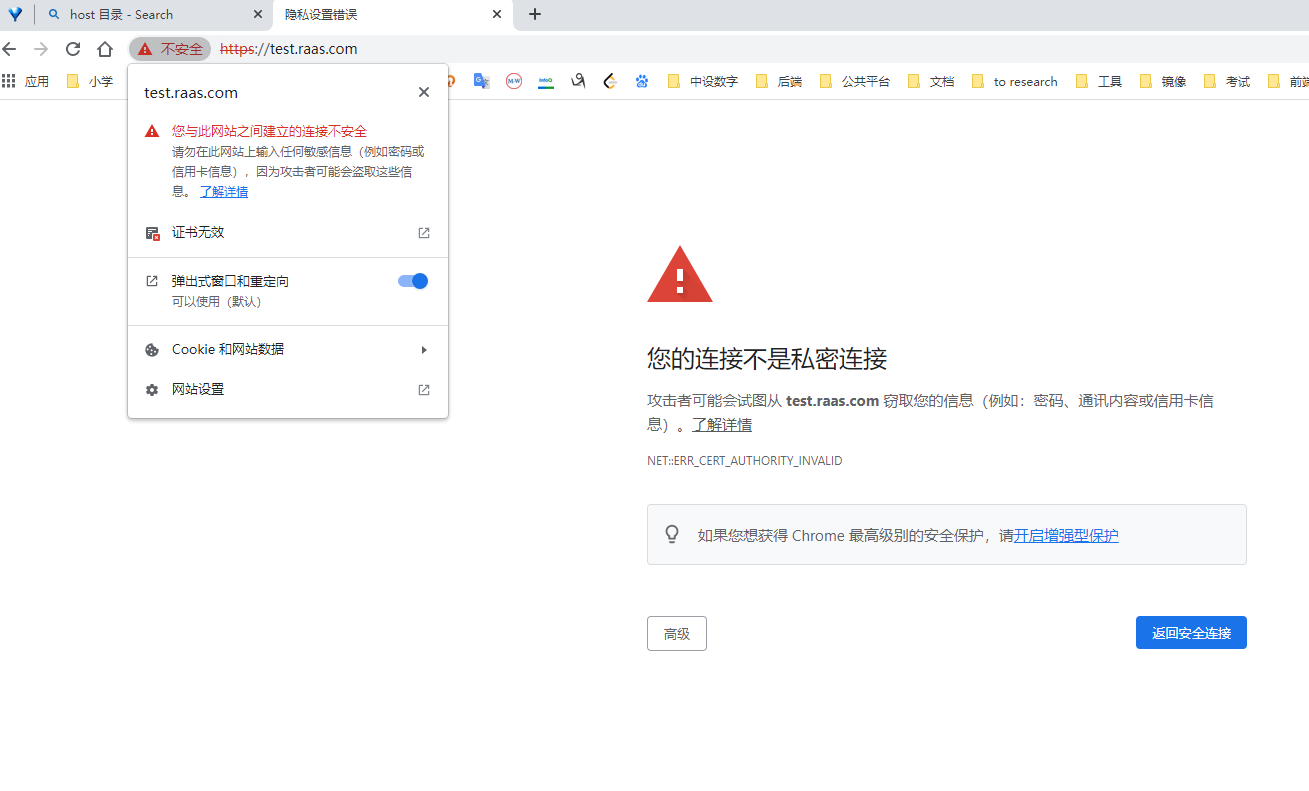 host 目录 - Search
隐私设置错误
不安全
https://test.raas.com
应用
小学
G
M-W
InfoQ
中设数字
后端
公共平台
文档
to research
工具
镜像
考试
test.raas.com
您与此网站之间建立的连接不安全
请勿在此网站上输入任何敏感信息（例如密码或
信用卡信息），因为攻击者可能会盗取这些信
息。 了解详情
证书无效
弹出式窗口和重定向
可以使用（默认）
Cookie 和网站数据
网站设置
您的连接不是私密连接
攻击者可能会试图从 test.raas.com 窃取您的信息（例如：密码、通讯内容或信用卡信
息）。了解详情
NET::ERR_CERT_AUTHORITY_INVALID
如果您想获得 Chrome 最高级别的安全保护，请开启增强型保护
高级
返回安全连接